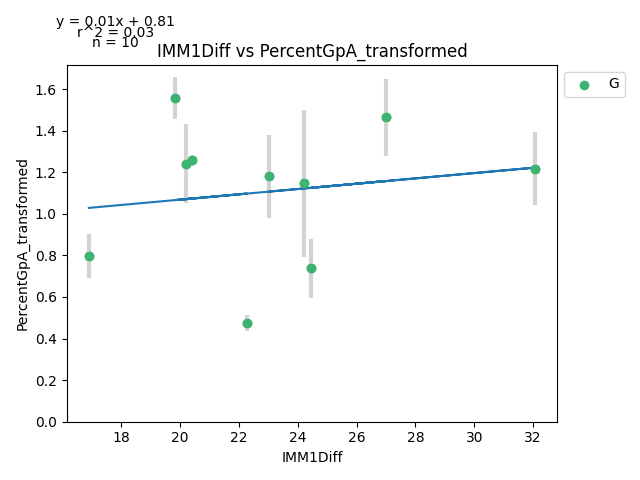 y = 0.01x + 0.81
r^2 = 0.03
n = 10
IMM1Diff vs PercentGpA_transformed
G
PercentGpA_transformed
1.6
1.4
1.2
1.0
0.8
0.6
0.4
0.2
0.0
18 20 22 24 26 28 30 32
IMM1Diff